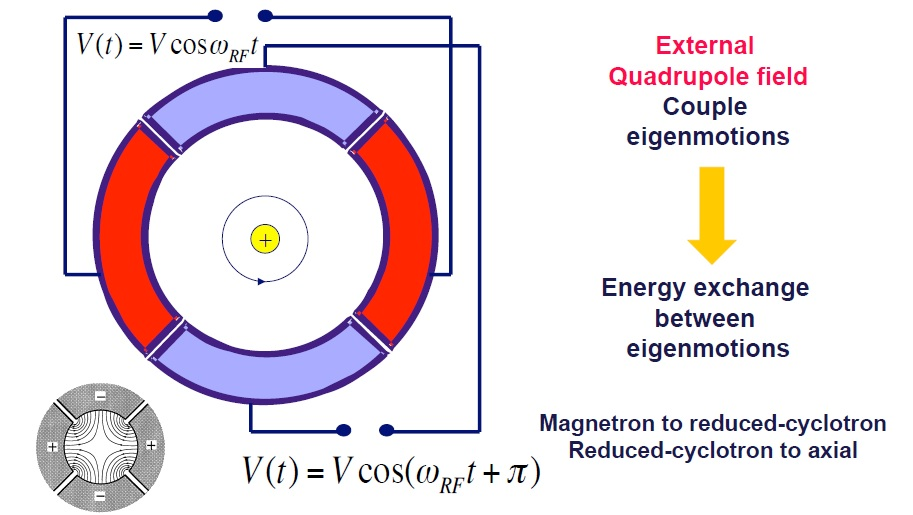 V(t) = V cos ω_RF t
External
Quadrupole field
Couple
eigenmotions
+
Energy exchange
between
eigenmotions
−
+ +
−
Magnetron to reduced-cyclotron
Reduced-cyclotron to axial
V(t) = V cos(ω_RF t + π)